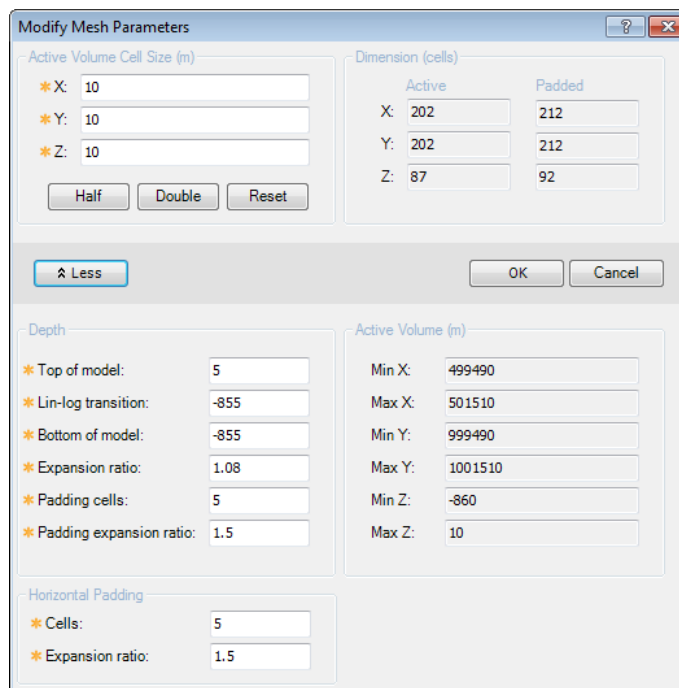 Modify Mesh Parameters
Active Volume Cell Size (m)
✱ X: 10
✱ Y: 10
✱ Z: 10
Half Double Reset
Dimension (cells)
Active Padded
X: 202 212
Y: 202 212
Z: 87 92
Less OK Cancel
Depth
✱ Top of model: 5
✱ Lin-log transition: -855
✱ Bottom of model: -855
✱ Expansion ratio: 1.08
✱ Padding cells: 5
✱ Padding expansion ratio: 1.5
Active Volume (m)
Min X: 499490
Max X: 501510
Min Y: 999490
Max Y: 1001510
Min Z: -860
Max Z: 10
Horizontal Padding
✱ Cells: 5
✱ Expansion ratio: 1.5